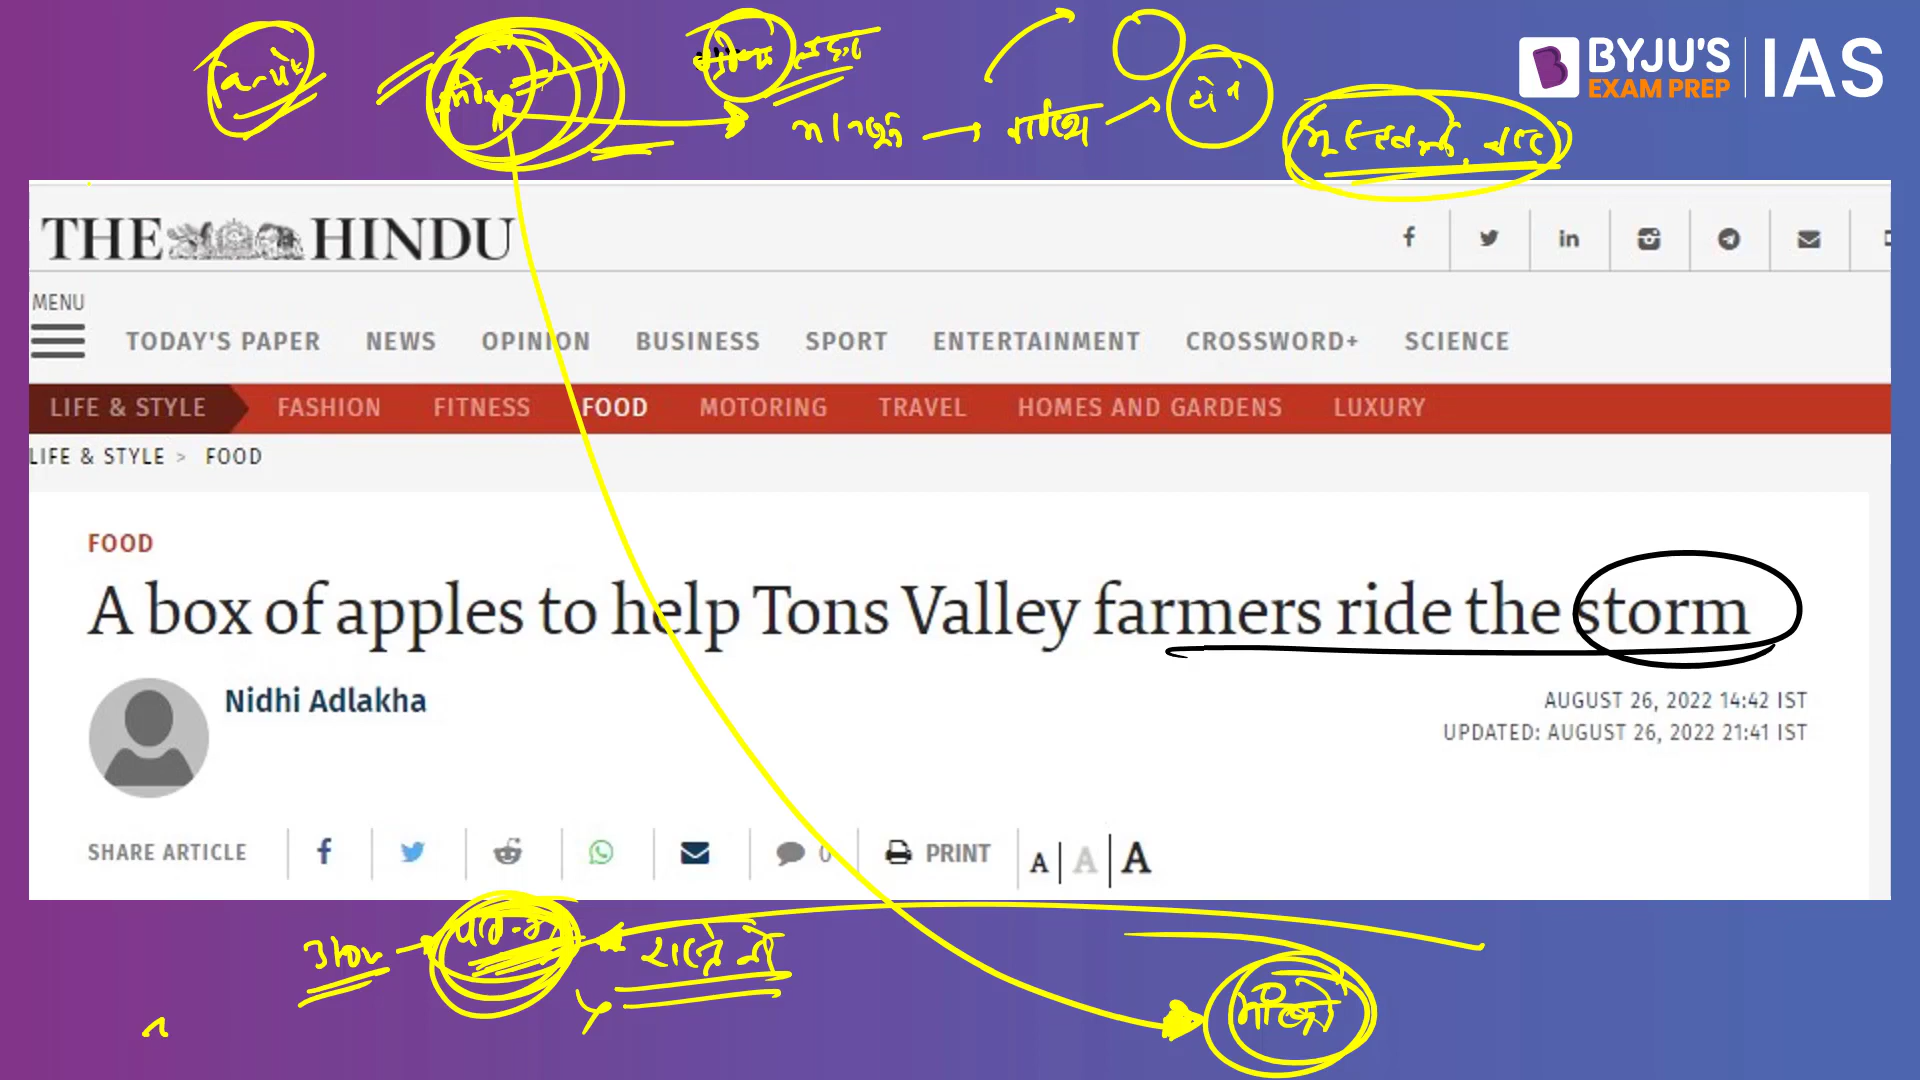 BYJU'S IAS
EXAM PREP
THE HINDU
MENU
TODAY'S PAPER NEWS OPINION BUSINESS SPORT ENTERTAINMENT CROSSWORD+ SCIENCE
LIFE & STYLE FASHION FITNESS FOOD MOTORING TRAVEL HOMES AND GARDENS LUXURY
LIFE & STYLE > FOOD
FOOD
A box of apples to help Tons Valley farmers ride the storm
Nidhi Adlakha
AUGUST 26, 2022 14:42 IST
UPDATED: AUGUST 26, 2022 21:41 IST
SHARE ARTICLE 0 PRINT A A A